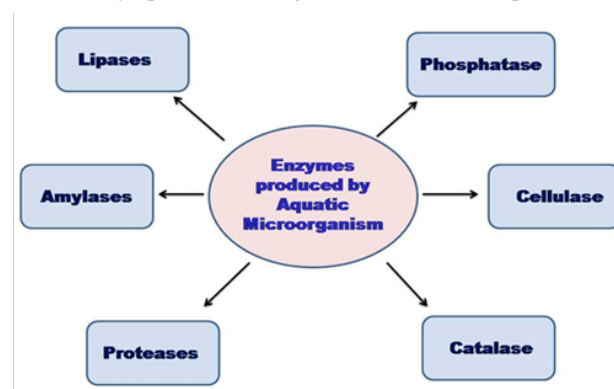 Lipases
Phosphatase
Enzymes
produced by
Aquatic
Microorganism
Amylases
Cellulase
Proteases
Catalase